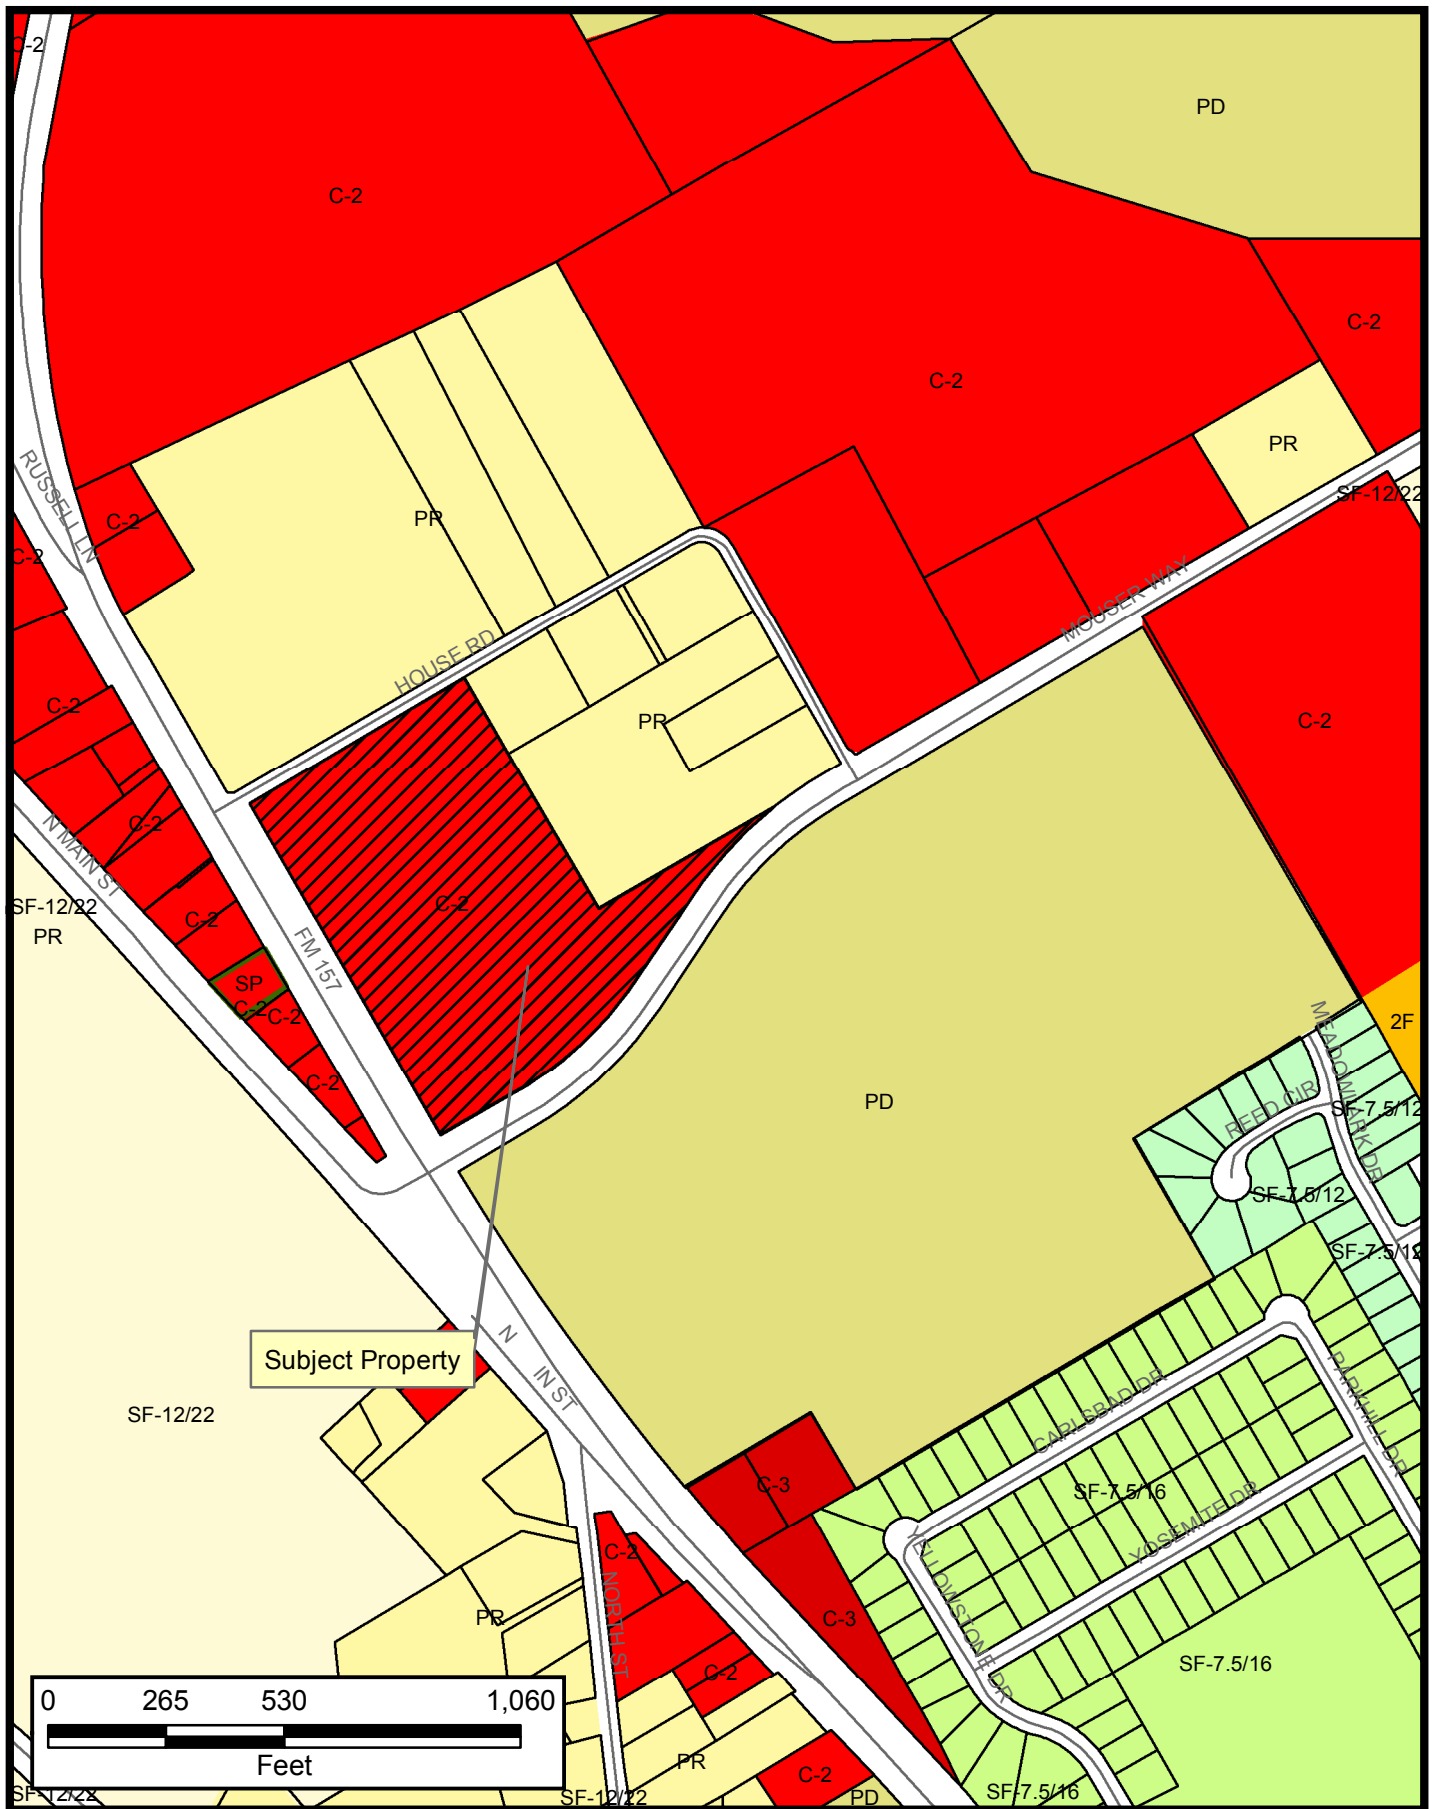 C-2
PD
C-2
C-2
C-2
PR
RUSSELL LN
SF-12/22
PR
C-2
C-2
MOUSER WAY
HOUSE RD
C-2
PR
C-2
C-2
N MAIN ST
C-2
SF-12/22
PR
C-2
FM 157
SP
C-2
C-2
C-2
MEADOWLARK DR
2F
PD
REED CIR
SF-7.5/12
SF-7.5/12
SF-7.5/12
N
IN ST
Subject Property
SF-12/22
CARLSBAD DR
PARKHILL DR
C-3
SF-7.5/16
YOSEMITE DR
C-2
YELLOWSTONE DR
NORTH ST
PR
C-3
SF-7.5/16
C-2
0 265 530 1,060
Feet
PR
C-2
SF-12/22
SF-12/22
PD
SF-7.5/16